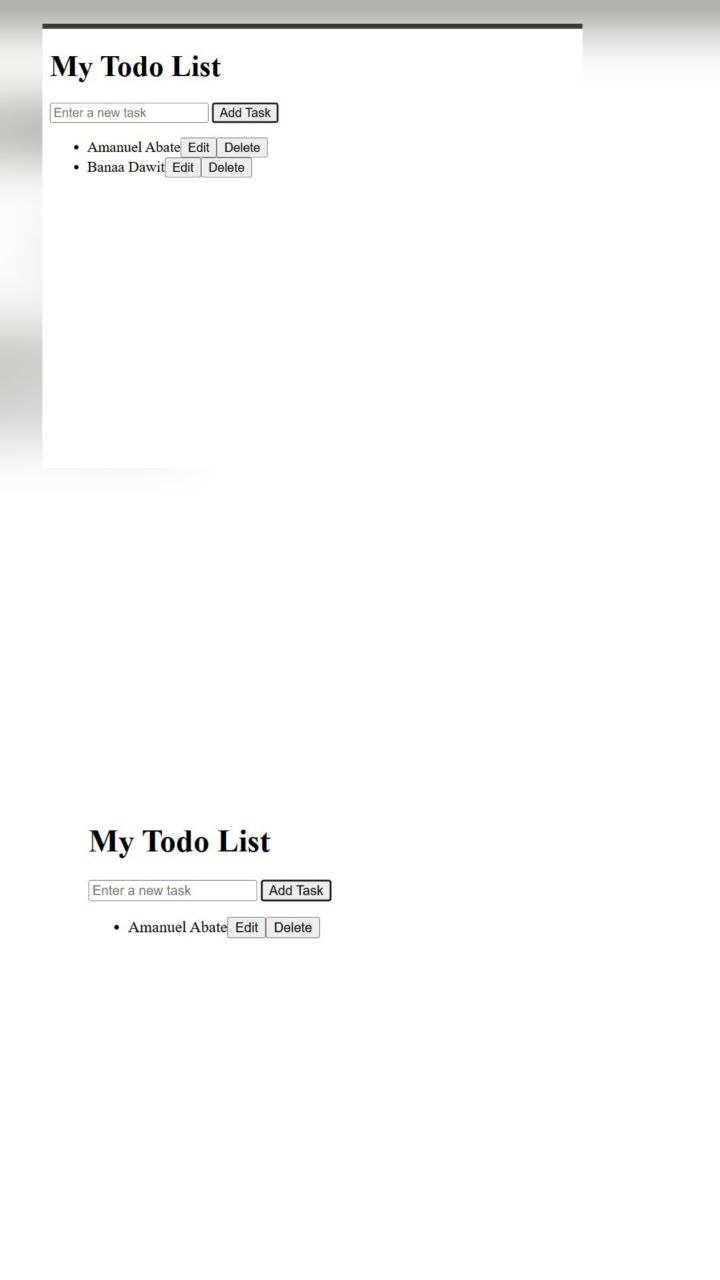 My Todo List
Enter a new task Add Task
• Amanuel Abate Edit Delete
• Banaa Dawit Edit Delete
My Todo List
Enter a new task Add Task
• Amanuel Abate Edit Delete